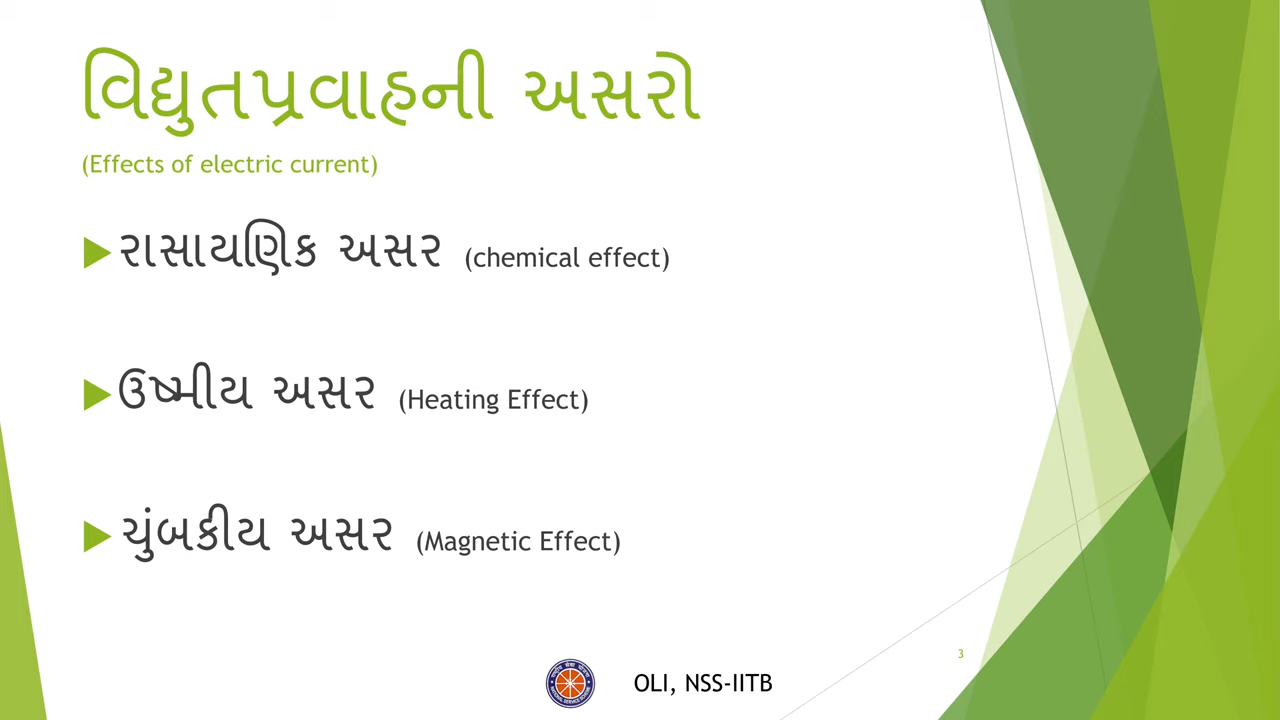 વિદ્યુતપ્રવાહની અસરો
(Effects of electric current)
રાસાયણિક અસર (chemical effect)
ઉષ્મીય અસર (Heating Effect)
ચુંબકીય અસર (Magnetic Effect)
3
OLI, NSS-IITB